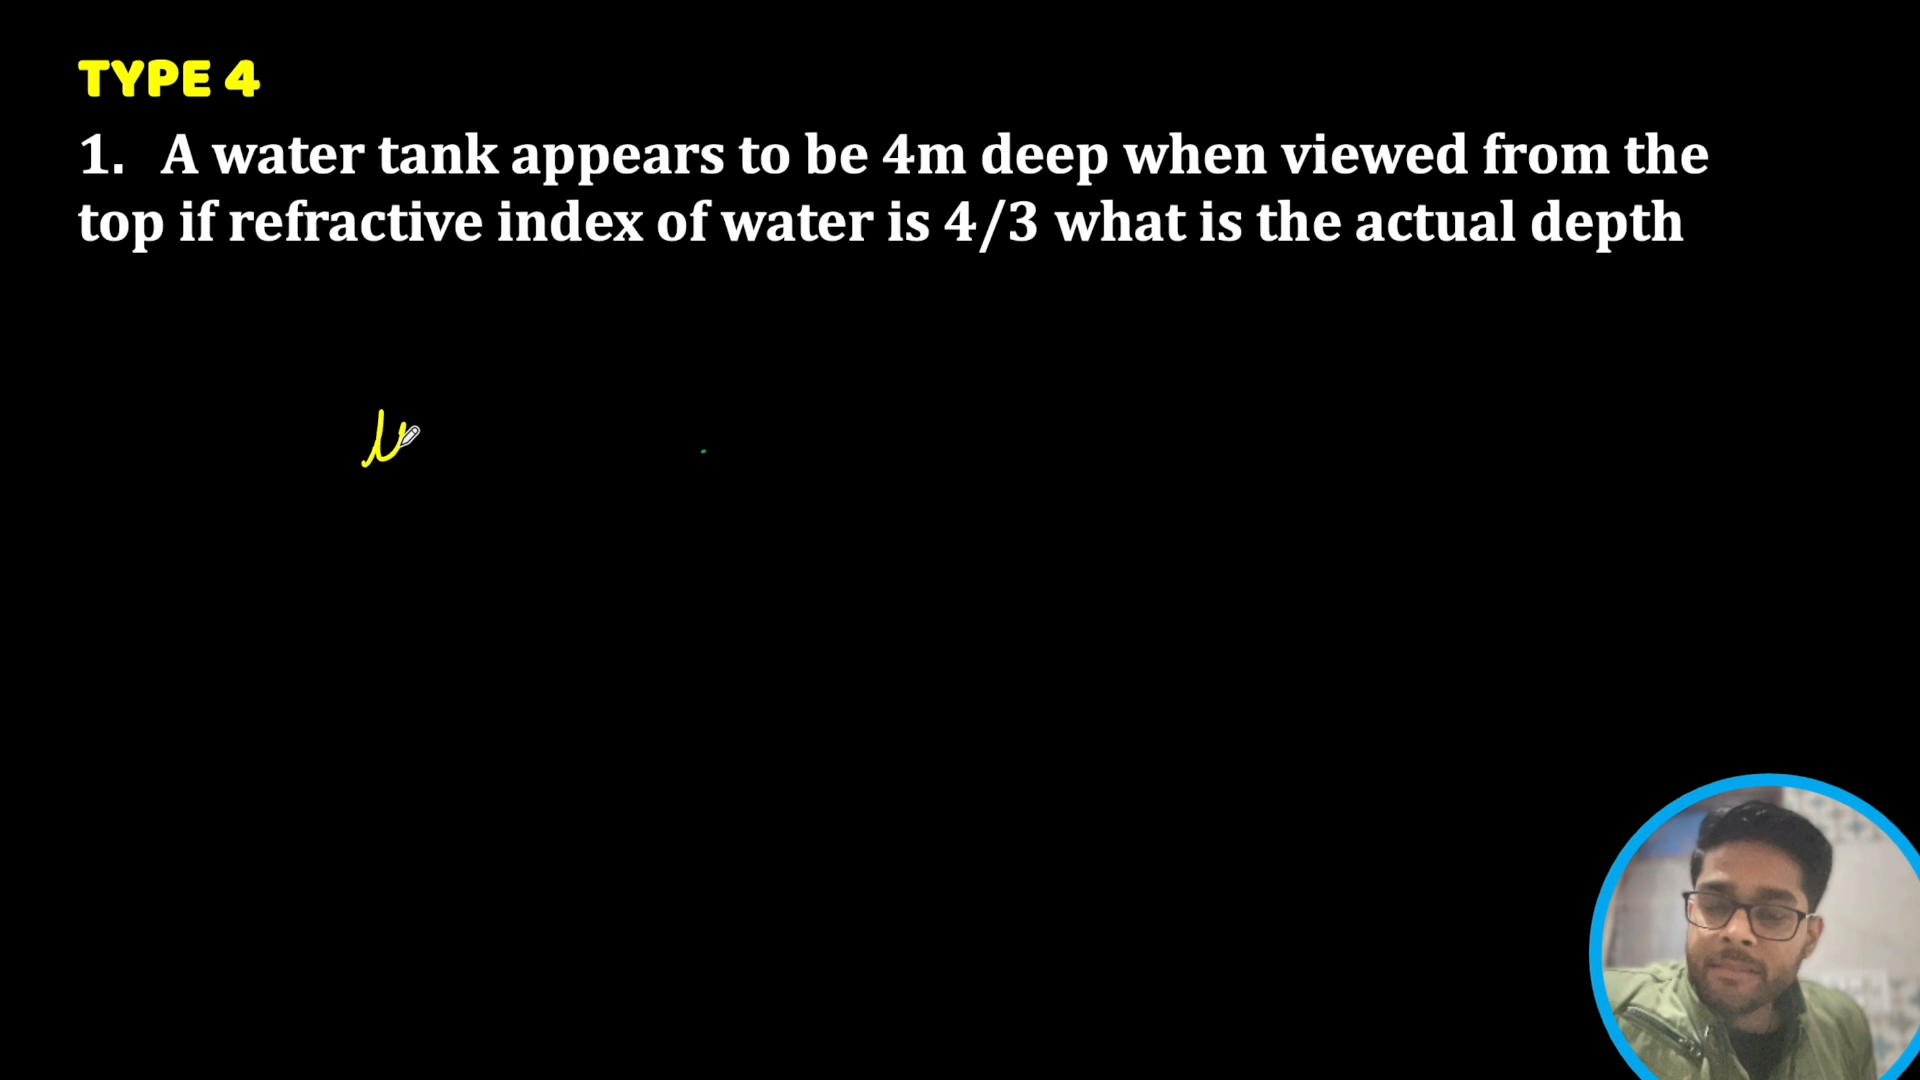 TYPE 4
1. A water tank appears to be 4m deep when viewed from the
top if refractive index of water is 4/3 what is the actual depth
μ